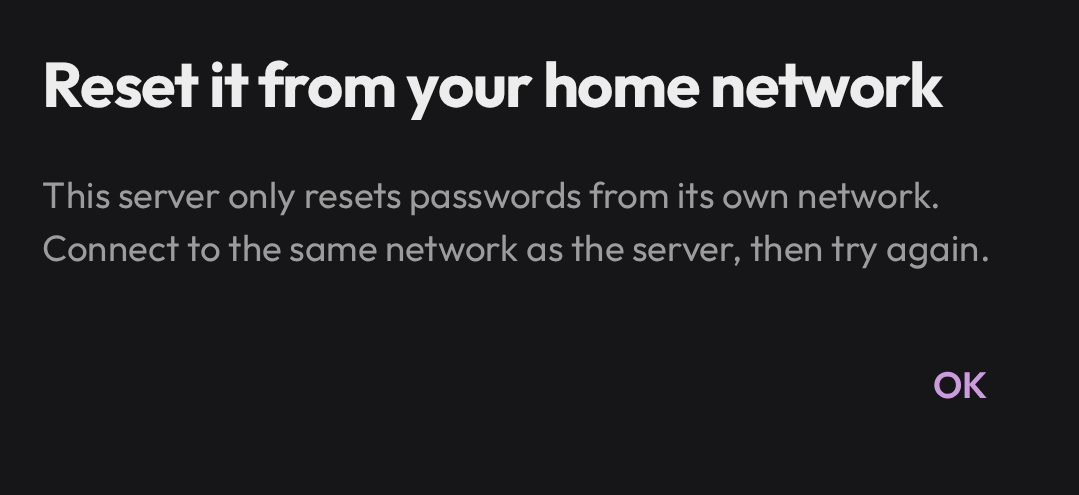 Reset it from your home network
This server only resets passwords from its own network.
Connect to the same network as the server, then try again.
OK